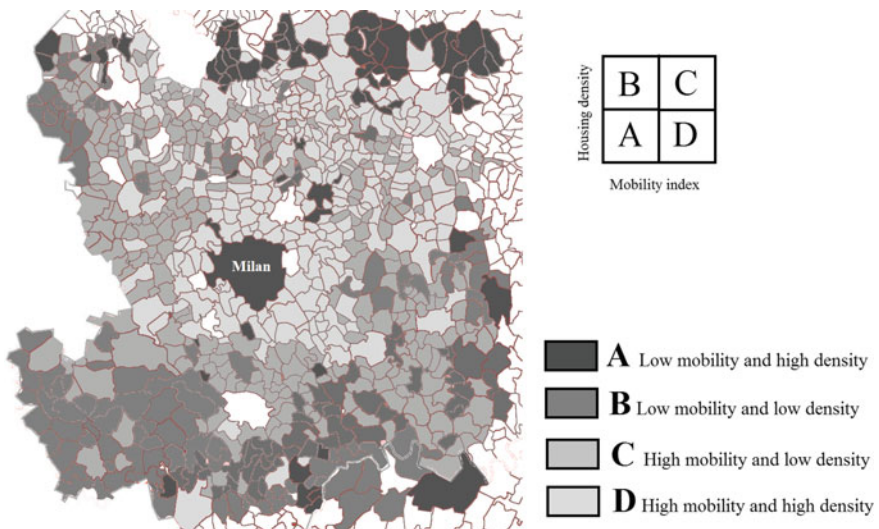 Milan
Housing density
B C
A D
Mobility index
A Low mobility and high density
B Low mobility and low density
C High mobility and low density
D High mobility and high density